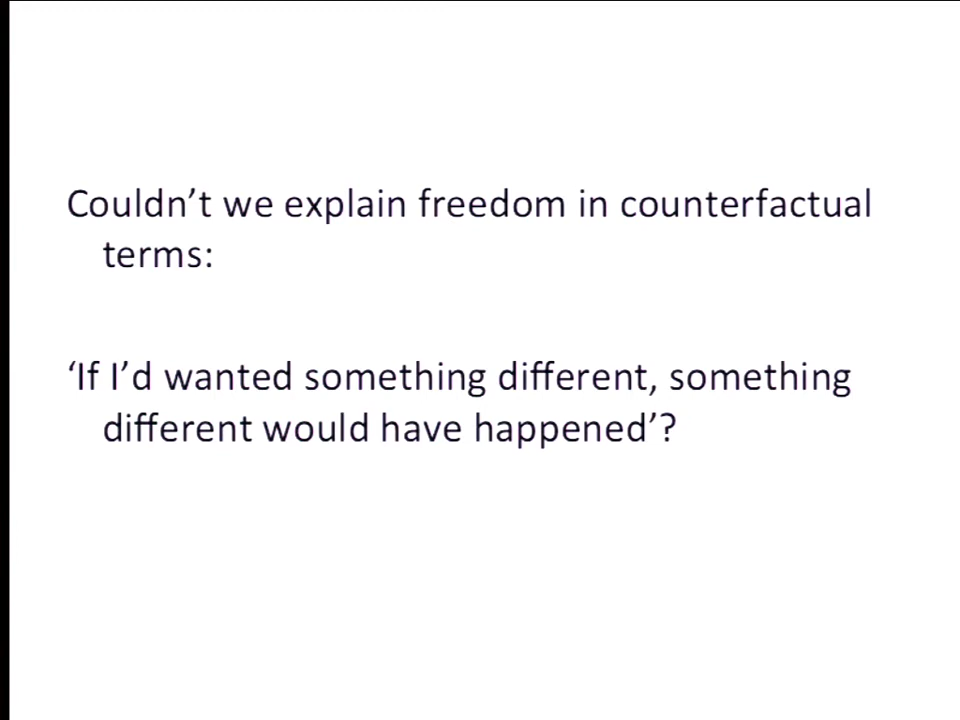 Couldn’t we explain freedom in counterfactual
terms:
‘If I’d wanted something different, something
different would have happened’?